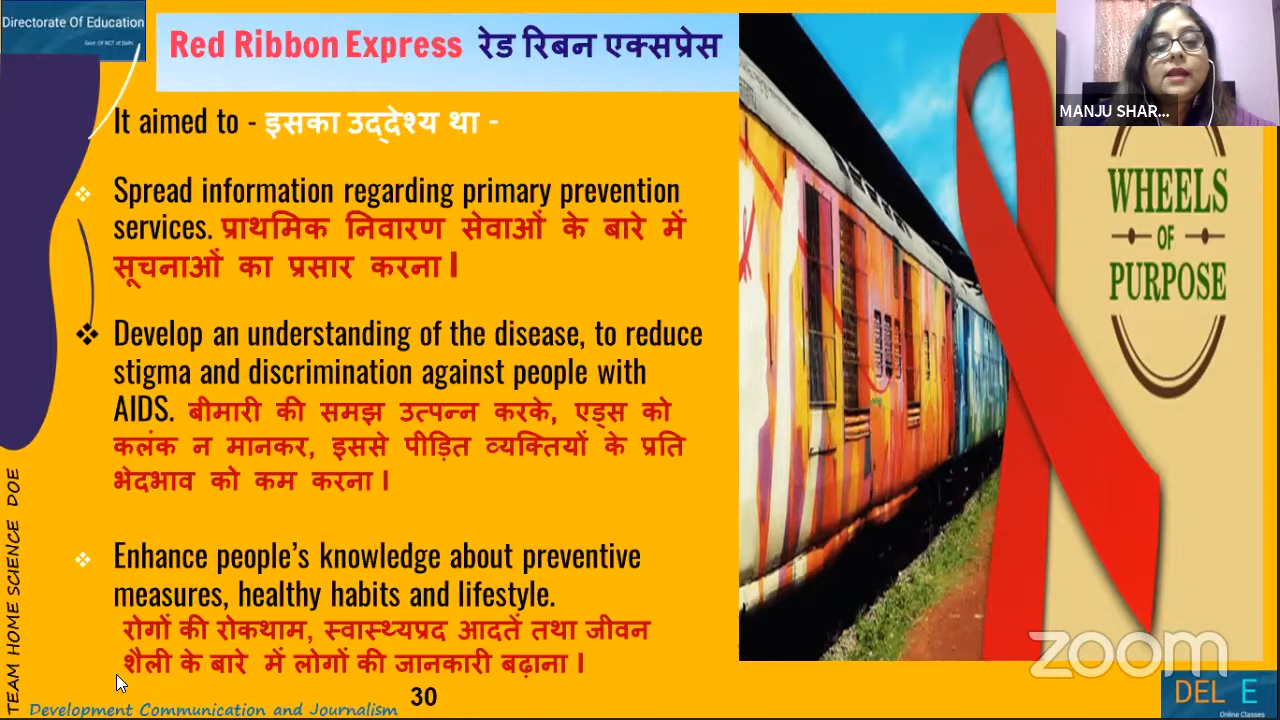 Directorate Of Education
Govt. Of NCT of Delhi
Red Ribbon Express रेड रिबन एक्सप्रेस
It aimed to - इसका उद्देश्य था -
Spread information regarding primary prevention
services. प्राथमिक निवारण सेवाओं के बारे में
सूचनाओं का प्रसार करना l
Develop an understanding of the disease, to reduce
stigma and discrimination against people with
AIDS. बीमारी की समझ उत्पन्न करके, एड्स को
कलंक न मानकर, इससे पीड़ित व्यक्तियों के प्रति
भेदभाव को कम करना l
Enhance people's knowledge about preventive
measures, healthy habits and lifestyle.
रोगों की रोकथाम, स्वास्थ्यप्रद आदतें तथा जीवन
शैली के बारे में लोगों की जानकारी बढ़ाना l
30
Development Communication and Journalism
TEAM HOME SCIENCE DOE
MANJU SHAR...
WHEELS
OF
PURPOSE
zoom
DEL E
Online Classes